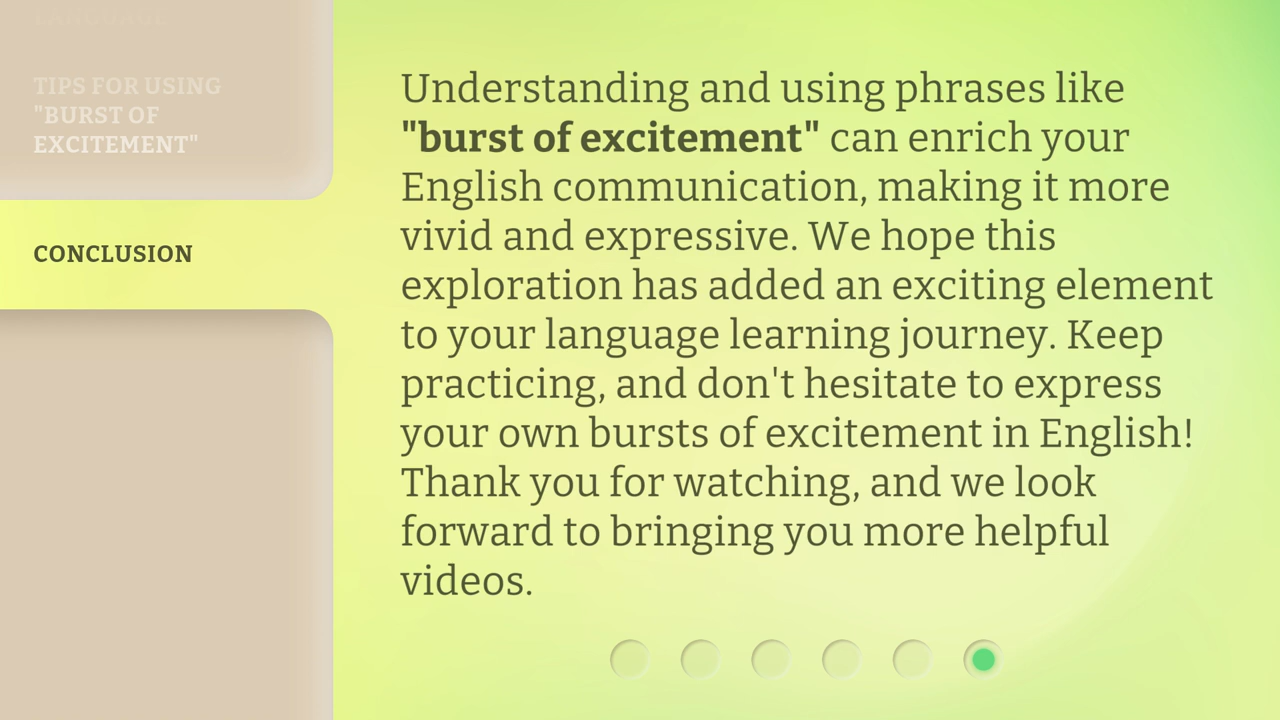 LANGUAGE
TIPS FOR USING
"BURST OF
EXCITEMENT"
CONCLUSION
Understanding and using phrases like
"burst of excitement" can enrich your
English communication, making it more
vivid and expressive. We hope this
exploration has added an exciting element
to your language learning journey. Keep
practicing, and don't hesitate to express
your own bursts of excitement in English!
Thank you for watching, and we look
forward to bringing you more helpful
videos.